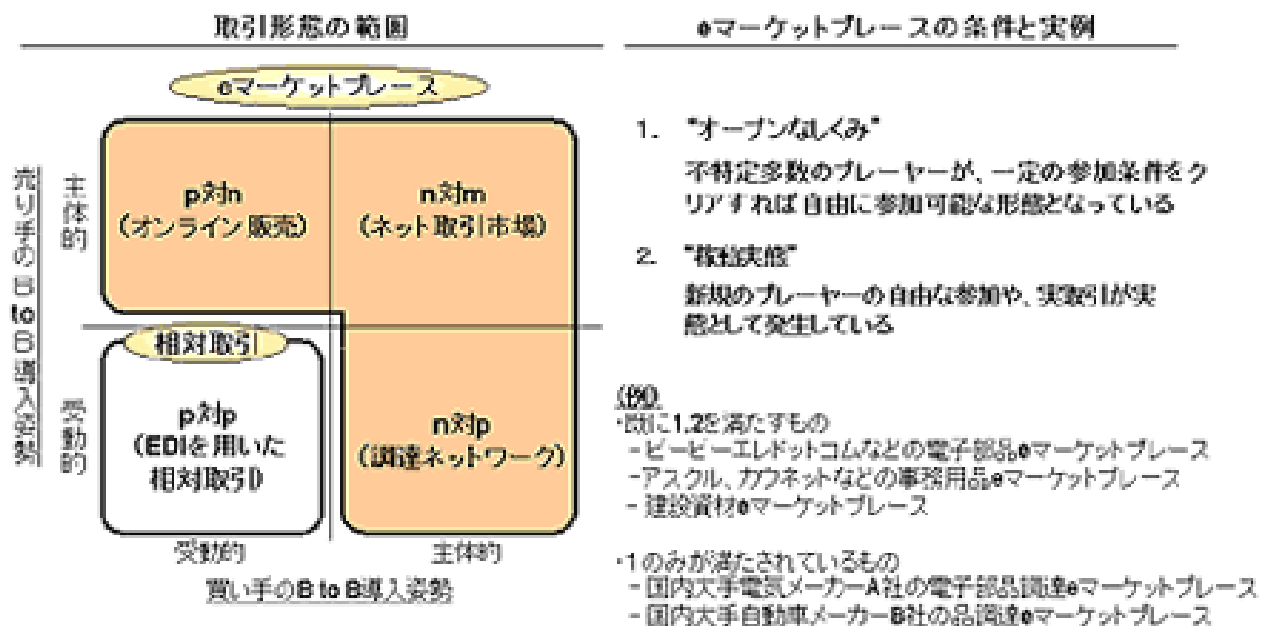 取引形態の範囲
eマーケットプレース
売り手のB to B導入姿勢
主体的
受動的
p対n
(オンライン販売)
n対m
(ネット取引市場)
相対取引
p対p
(EDIを用いた
相対取引)
n対p
(調達ネットワーク)
受動的
主体的
買い手のB to B導入姿勢
eマーケットプレースの条件と実例
1. "オープンなしくみ"
不特定多数のプレーヤーが、一定の参加条件をク
リアすれば自由に参加可能な形態となっている
2. "稼動実態"
新規のプレーヤーの自由な参加や、実取引が実
態として発生している
(例)
・既に1,2を満たすもの
- ビービーエレドットコムなどの電子部品eマーケットプレース
-アスクル、カウネットなどの事務用品eマーケットプレース
- 建設資材eマーケットプレース
・1のみが満たされているもの
- 国内大手電気メーカーA社の電子部品調達eマーケットプレース
- 国内大手自動車メーカーB社の品調達eマーケットプレース